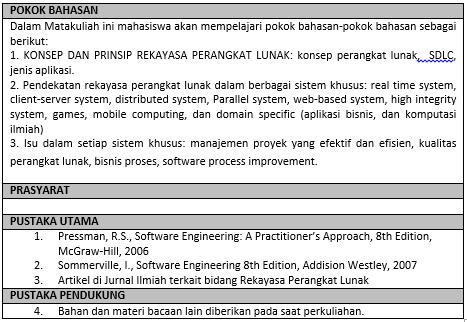 POKOK BAHASAN
Dalam Matakuliah ini mahasiswa akan mempelajari pokok bahasan-pokok bahasan sebagai
berikut:
1. KONSEP DAN PRINSIP REKAYASA PERANGKAT LUNAK: konsep perangkat lunak, SDLC,
jenis aplikasi.
2. Pendekatan rekayasa perangkat lunak dalam berbagai sistem khusus: real time system,
client-server system, distributed system, Parallel system, web-based system, high integrity
system, games, mobile computing, dan domain specific (aplikasi bisnis, dan komputasi
ilmiah)
3. Isu dalam setiap sistem khusus: manajemen proyek yang efektif dan efisien, kualitas
perangkat lunak, bisnis proses, software process improvement.
PRASYARAT
PUSTAKA UTAMA
1. Pressman, R.S., Software Engineering: A Practitioner's Approach, 8th Edition,
McGraw-Hill, 2006
2. Sommerville, I., Software Engineering 8th Edition, Addision Westley, 2007
3. Artikel di Jurnal Ilmiah terkait bidang Rekayasa Perangkat Lunak
PUSTAKA PENDUKUNG
4. Bahan dan materi bacaan lain diberikan pada saat perkuliahan.